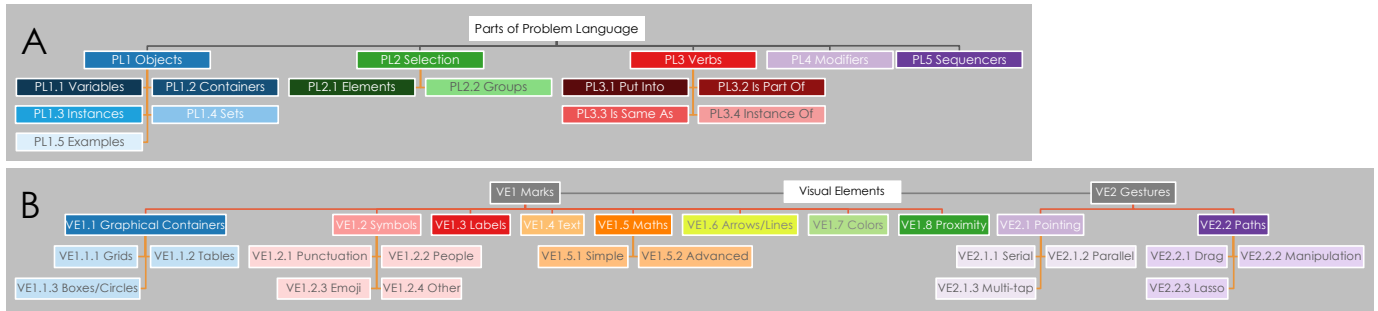 A
Parts of Problem Language
PL1 Objects PL2 Selection PL3 Verbs PL4 Modifiers PL5 Sequencers
PL1.1 Variables PL1.2 Containers PL2.1 Elements PL2.2 Groups PL3.1 Put Into PL3.2 Is Part Of
PL1.3 Instances PL1.4 Sets PL3.3 Is Same As PL3.4 Instance Of
PL1.5 Examples
B
VE1 Marks Visual Elements VE2 Gestures
VE1.1 Graphical Containers VE1.2 Symbols VE1.3 Labels VE1.4 Text VE1.5 Maths VE1.6 Arrows/Lines VE1.7 Colors VE1.8 Proximity VE2.1 Pointing VE2.2 Paths
VE1.1.1 Grids VE1.1.2 Tables VE1.2.1 Punctuation VE1.2.2 People VE1.5.1 Simple VE1.5.2 Advanced VE2.1.1 Serial VE2.1.2 Parallel VE2.2.1 Drag VE2.2.2 Manipulation
VE1.1.3 Boxes/Circles VE1.2.3 Emoji VE1.2.4 Other VE2.1.3 Multi-tap VE2.2.3 Lasso